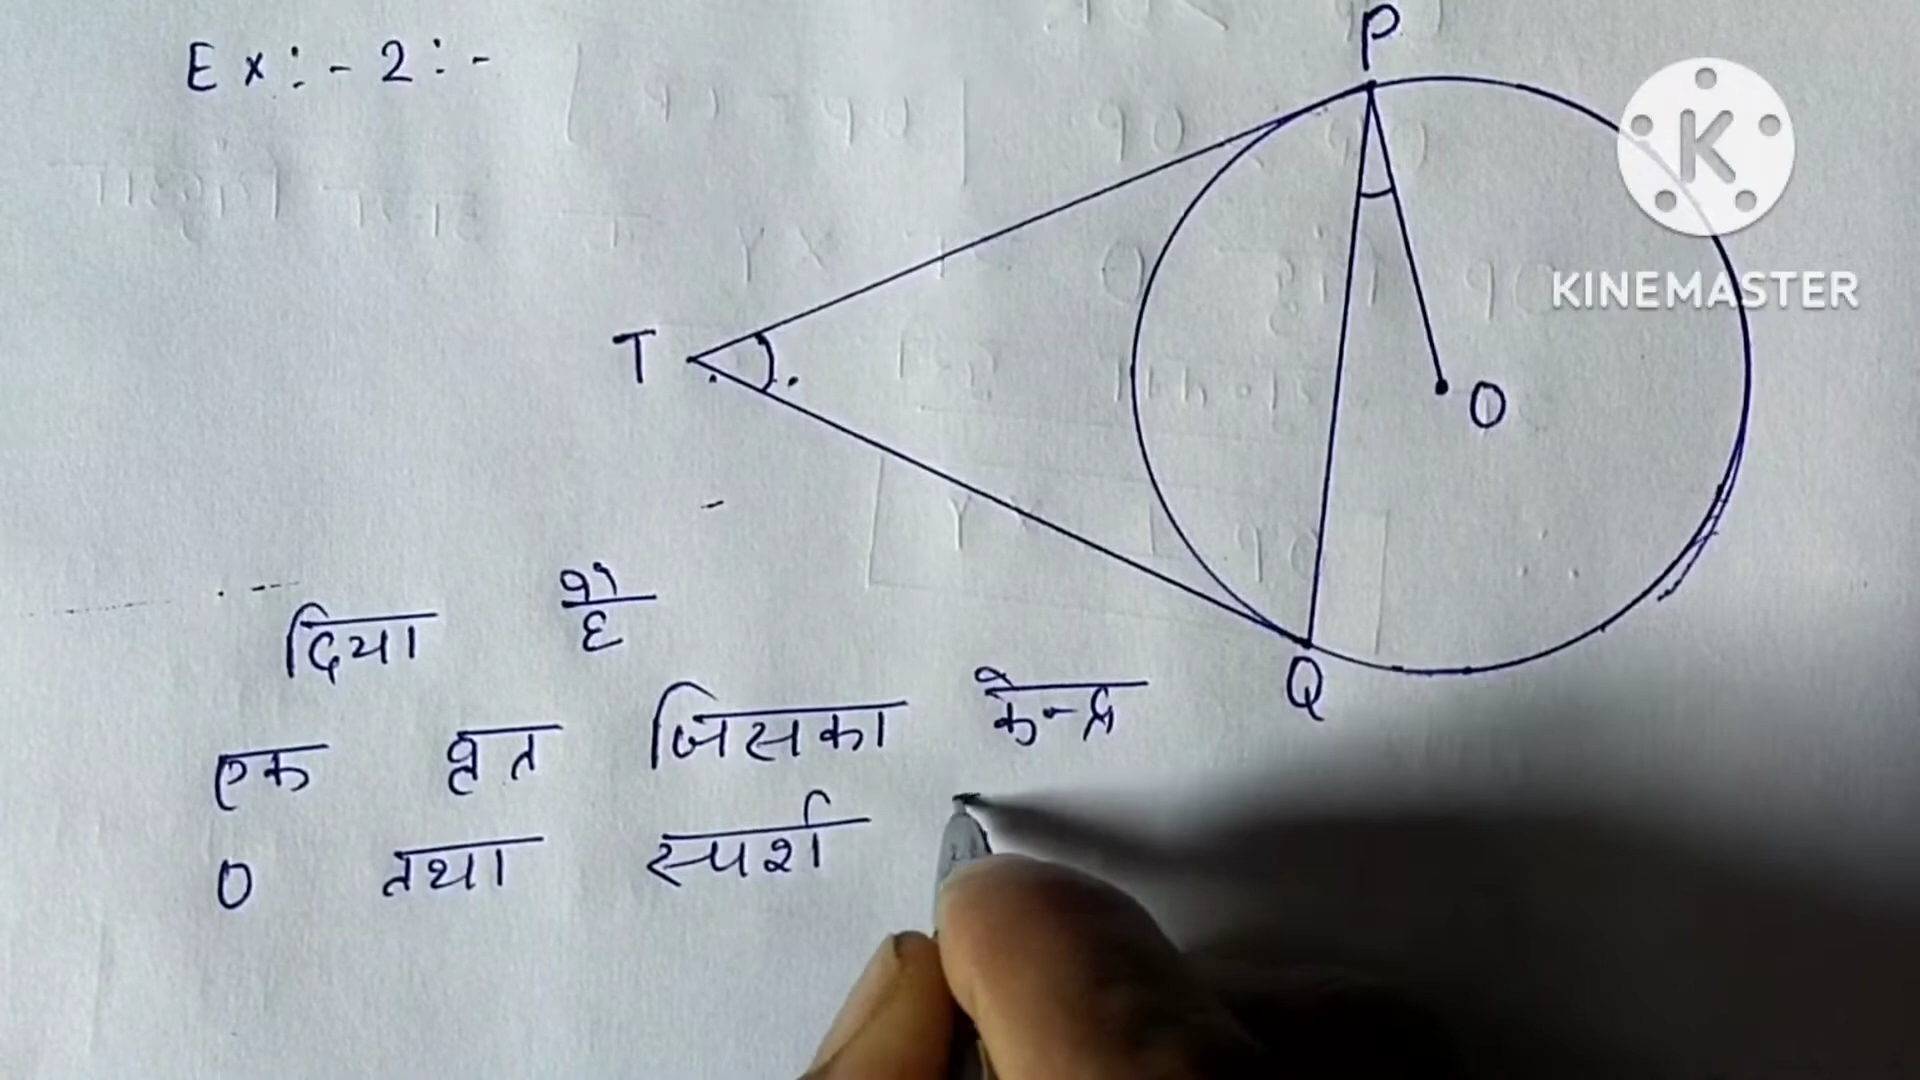 Ex:-2:-
P
KINEMASTER
T
O
Q
दिया है
एक वृत जिसका केन्द्र
O तथा स्पर्श